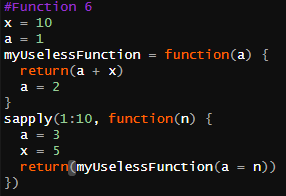 #Function 6
x = 10
a = 1
myUselessFunction = function(a) {
  return(a + x)
  a = 2
}
sapply(1:10, function(n) {
  a = 3
  x = 5
  return(myUselessFunction(a = n))
})